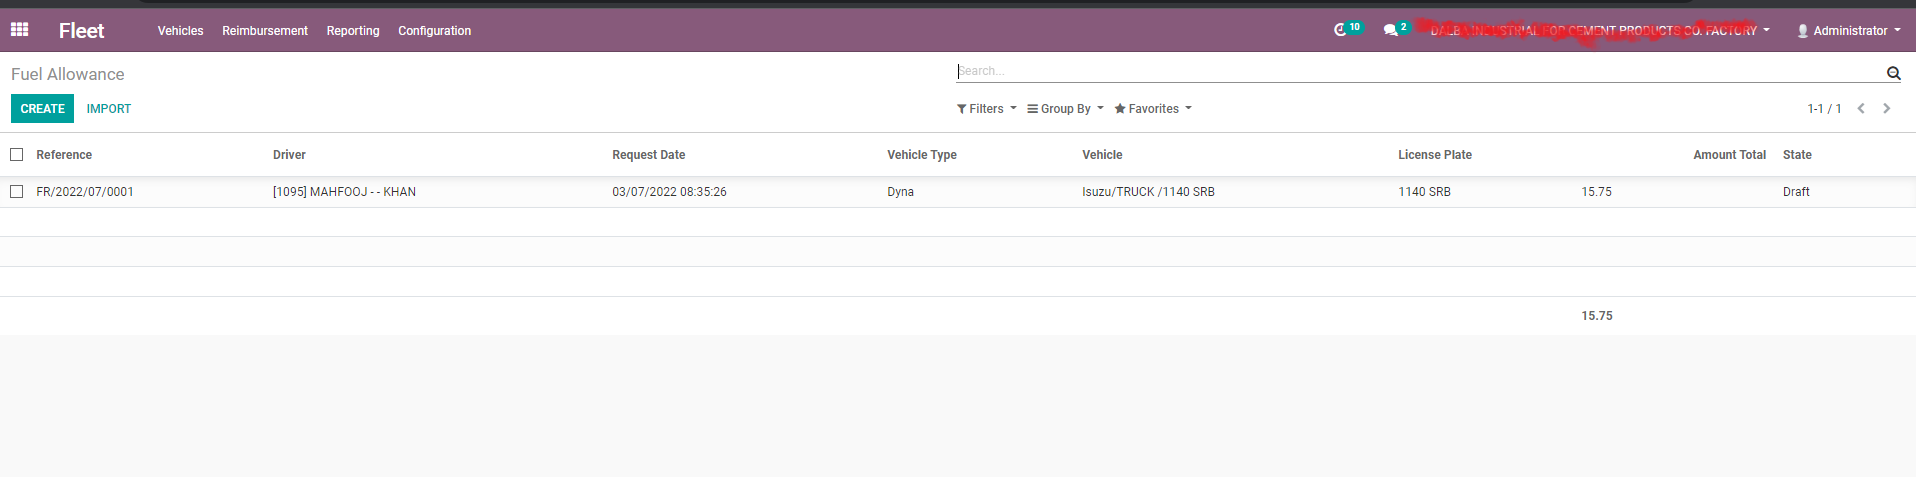 Fleet Vehicles Reimbursement Reporting Configuration 10 2 FOR CEMENT PRODUCTS CO. FACTORY Administrator
Fuel Allowance Search...
CREATE IMPORT Filters Group By Favorites 1-1 / 1
Reference Driver Request Date Vehicle Type Vehicle License Plate Amount Total State
FR/2022/07/0001 [1095] MAHFOOJ - - KHAN 03/07/2022 08:35:26 Dyna Isuzu/TRUCK /1140 SRB 1140 SRB 15.75 Draft
15.75